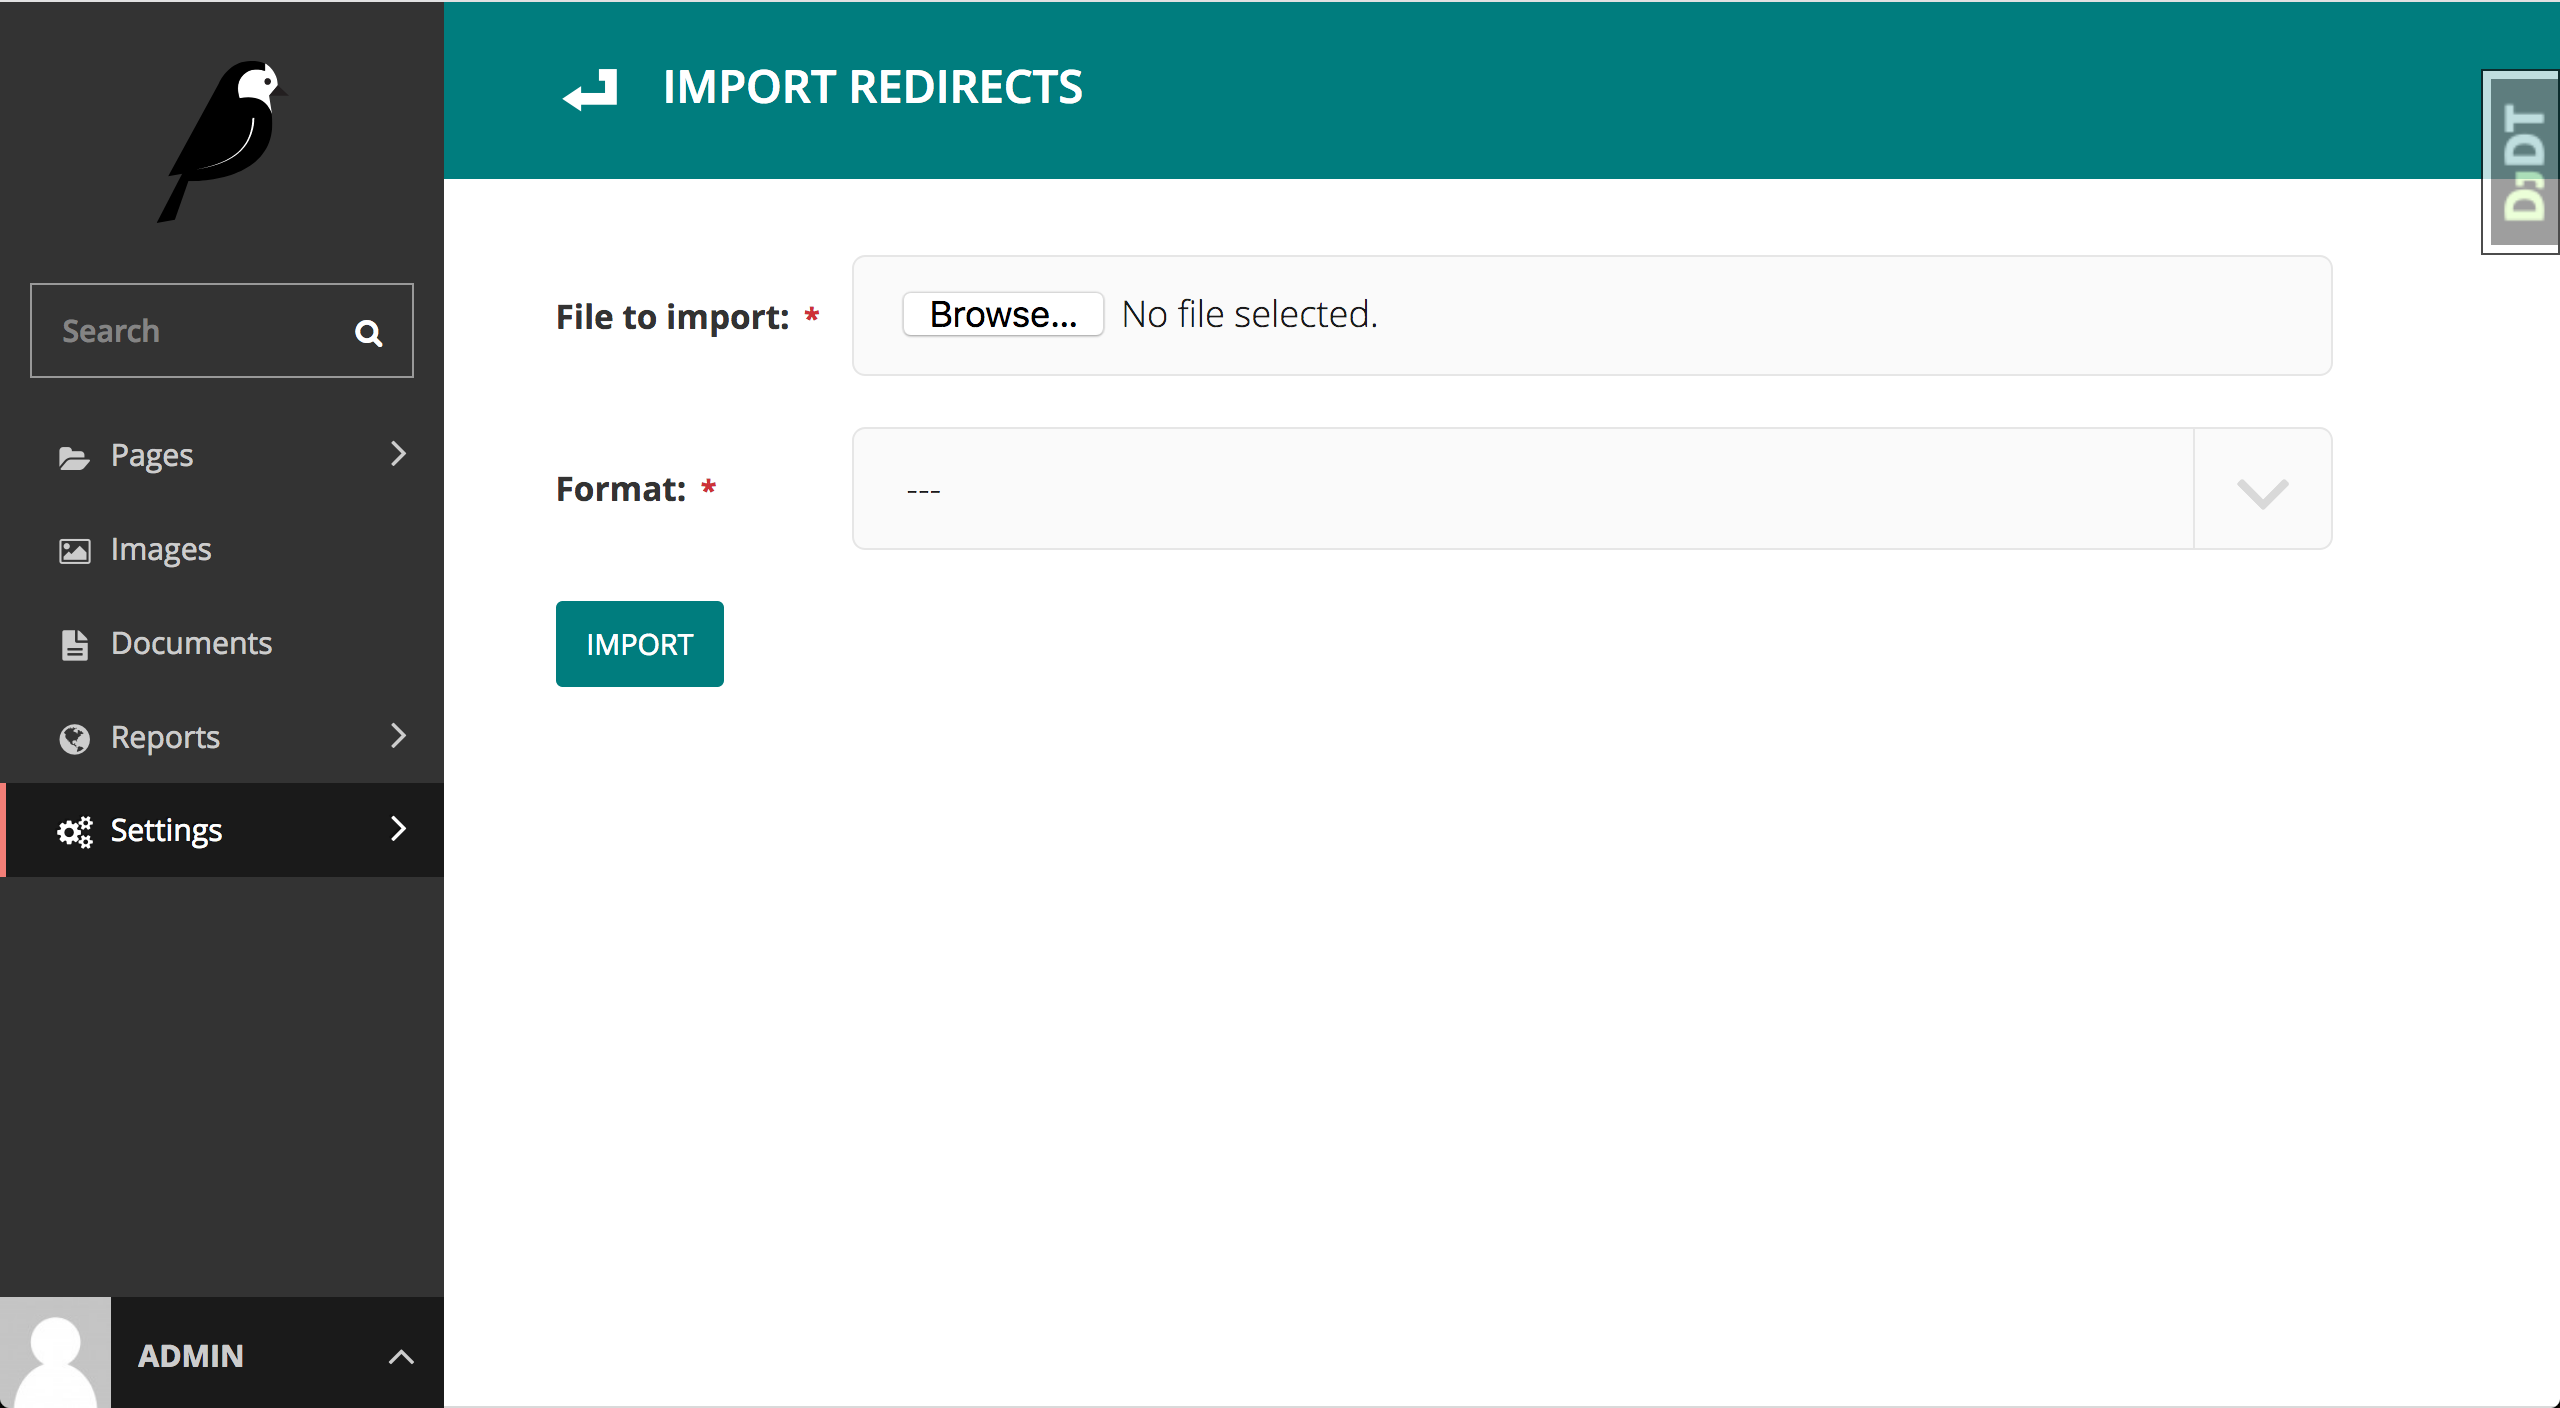 IMPORT REDIRECTS
DjDT
Search
Pages
Images
Documents
Reports
Settings
ADMIN
File to import: *
Browse... No file selected.
Format: *
---
IMPORT